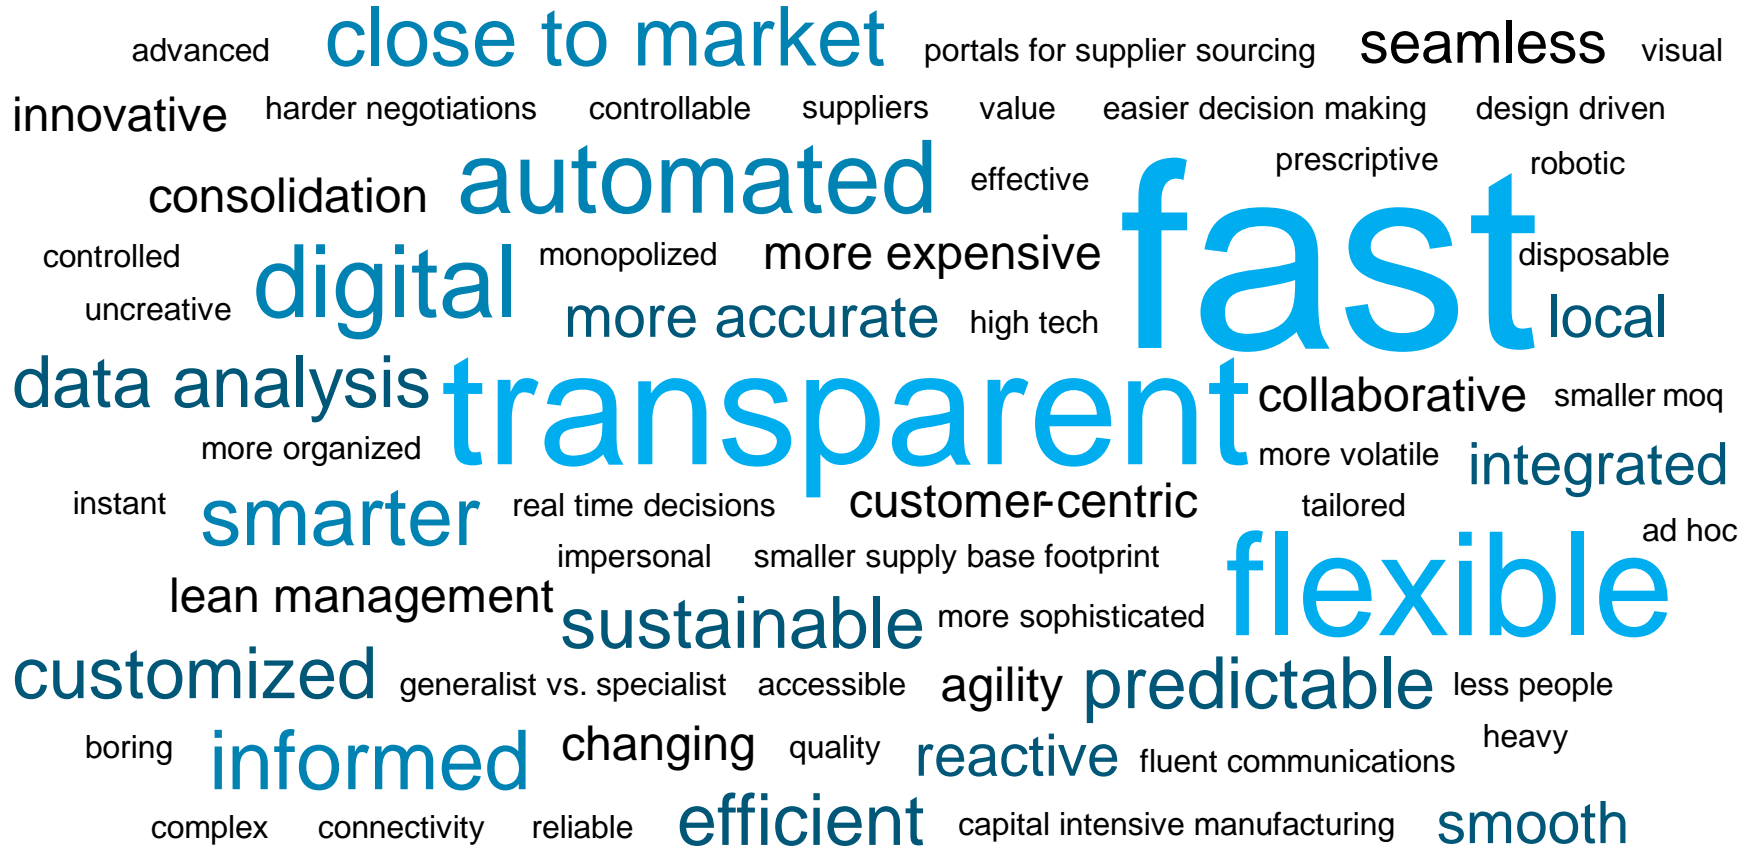 advanced close to market portals for supplier sourcing seamless visual
innovative harder negotiations controllable suppliers value easier decision making design driven
consolidation automated effective fast prescriptive robotic
controlled digital monopolized more expensive disposable
uncreative more accurate high tech local
data analysis transparent collaborative smaller moq
more organized more volatile integrated
instant smarter real time decisions customer-centric tailored ad hoc
impersonal smaller supply base footprint flexible
lean management sustainable more sophisticated
customized generalist vs. specialist accessible agility predictable less people
boring informed changing quality reactive fluent communications heavy
complex connectivity reliable efficient capital intensive manufacturing smooth